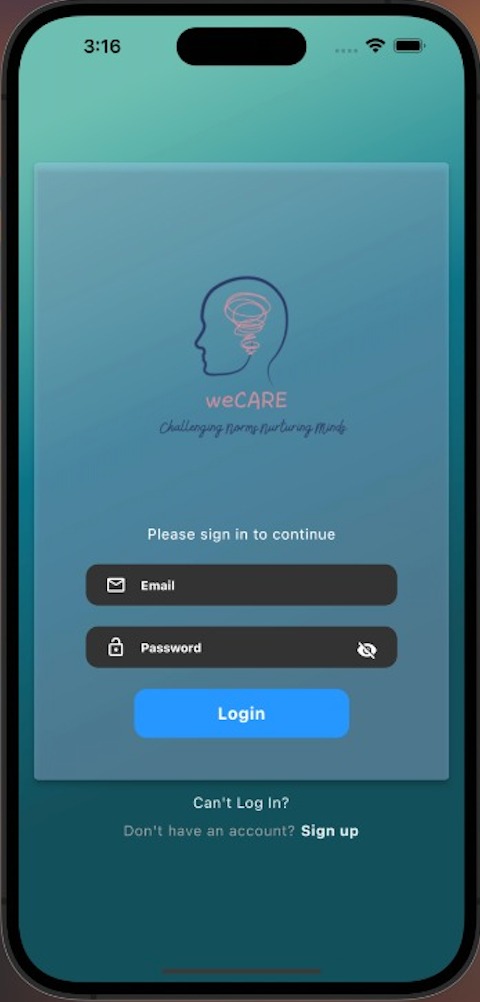 3:16
weCARE
Challenging Norms, Nurturing Minds
Please sign in to continue
Email
Password
Login
Can't Log In?
Don't have an account? Sign up